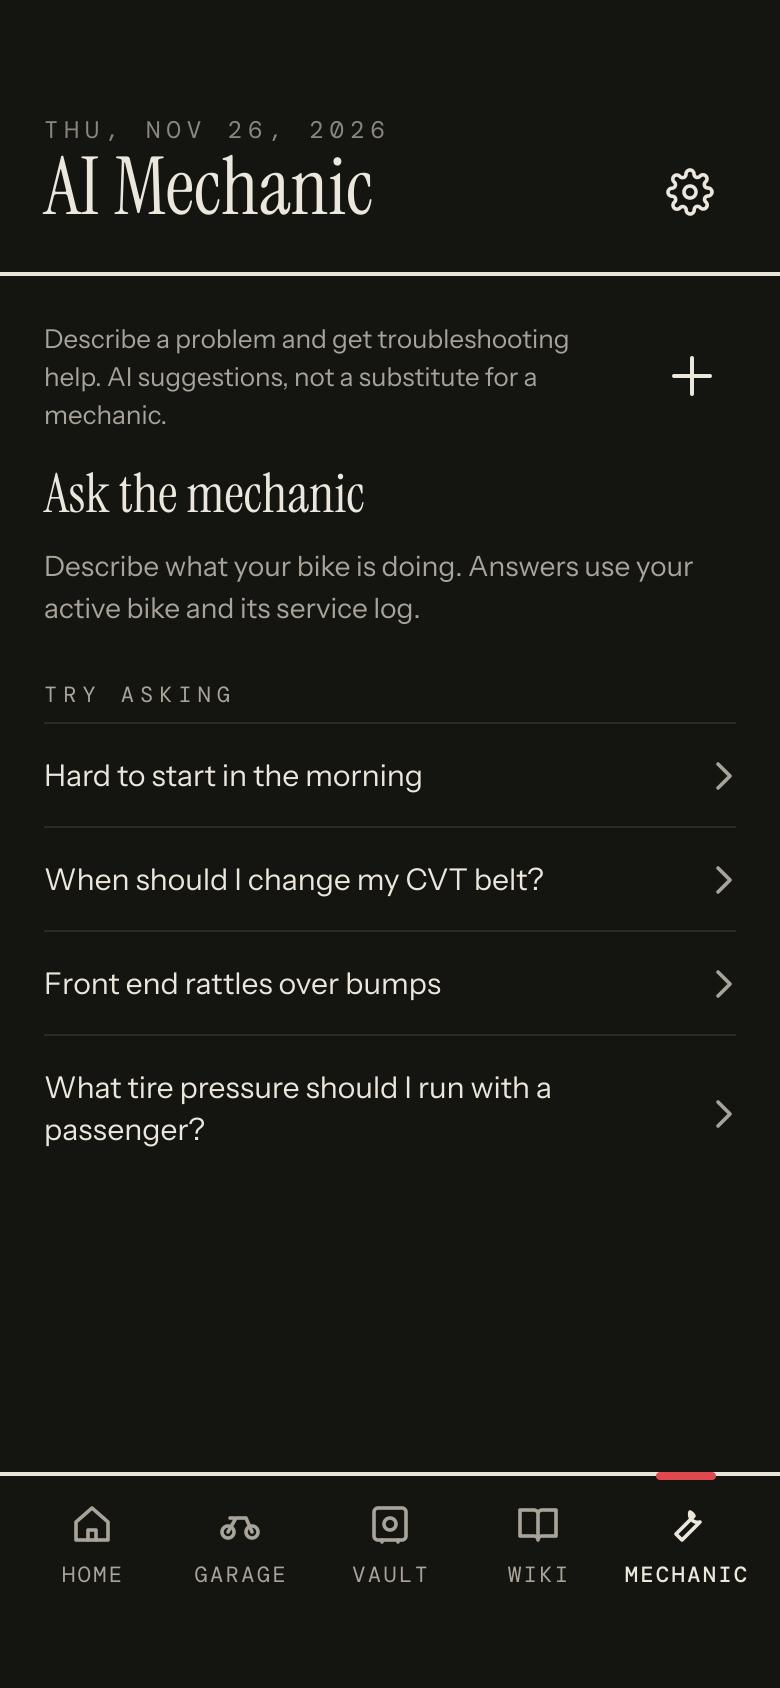 THU, NOV 26, 2026
AI Mechanic
Describe a problem and get troubleshooting
help. AI suggestions, not a substitute for a
mechanic.
Ask the mechanic
Describe what your bike is doing. Answers use your
active bike and its service log.
TRY ASKING
Hard to start in the morning
When should I change my CVT belt?
Front end rattles over bumps
What tire pressure should I run with a
passenger?
HOME
GARAGE
VAULT
WIKI
MECHANIC